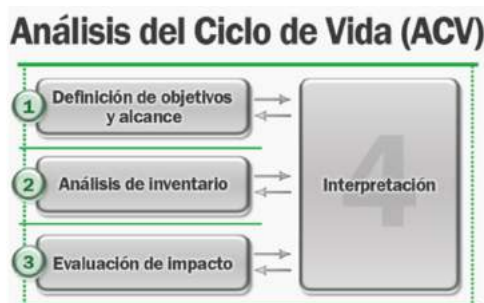 Análisis del Ciclo de Vida (ACV)
1
Definición de objetivos
y alcance
2
Análisis de inventario
3
Evaluación de impacto
4
Interpretación